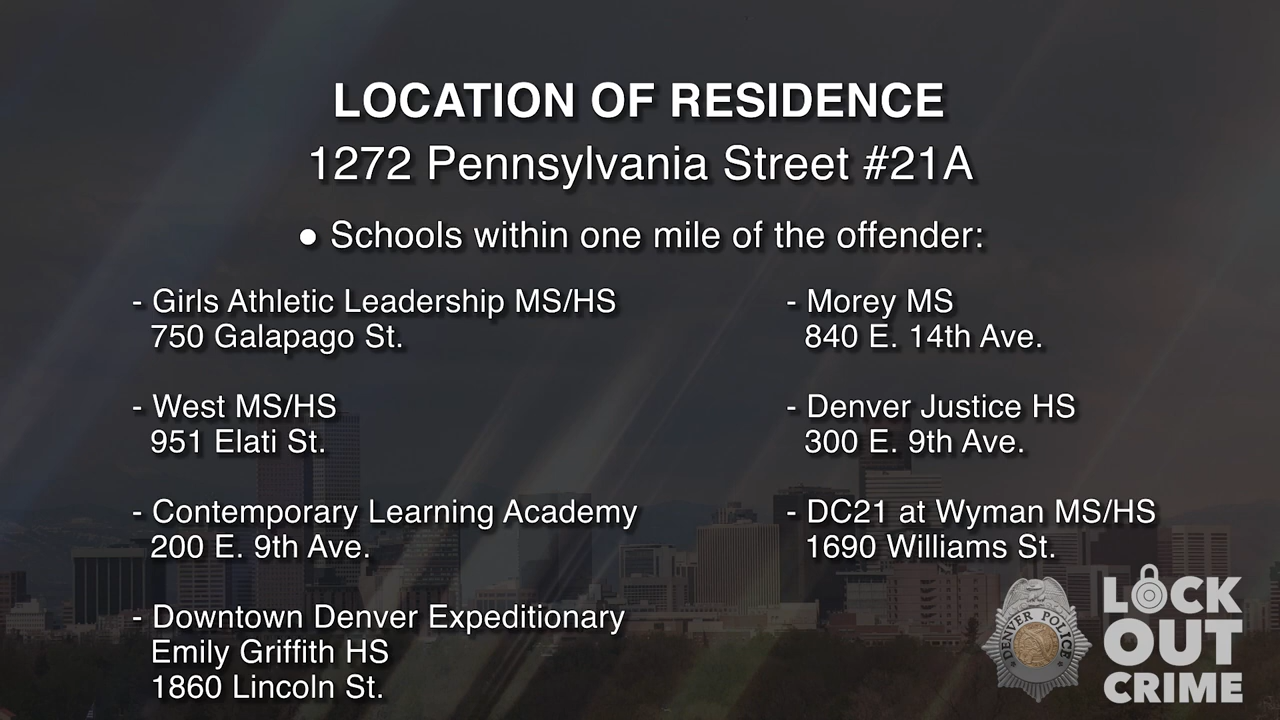 LOCATION OF RESIDENCE
1272 Pennsylvania Street #21A
● Schools within one mile of the offender:
- Girls Athletic Leadership MS/HS
750 Galapago St.
- West MS/HS
951 Elati St.
- Contemporary Learning Academy
200 E. 9th Ave.
- Downtown Denver Expeditionary
Emily Griffith HS
1860 Lincoln St.
- Morey MS
840 E. 14th Ave.
- Denver Justice HS
300 E. 9th Ave.
- DC21 at Wyman MS/HS
1690 Williams St.
DENVER POLICE
LOCK
OUT
CRIME